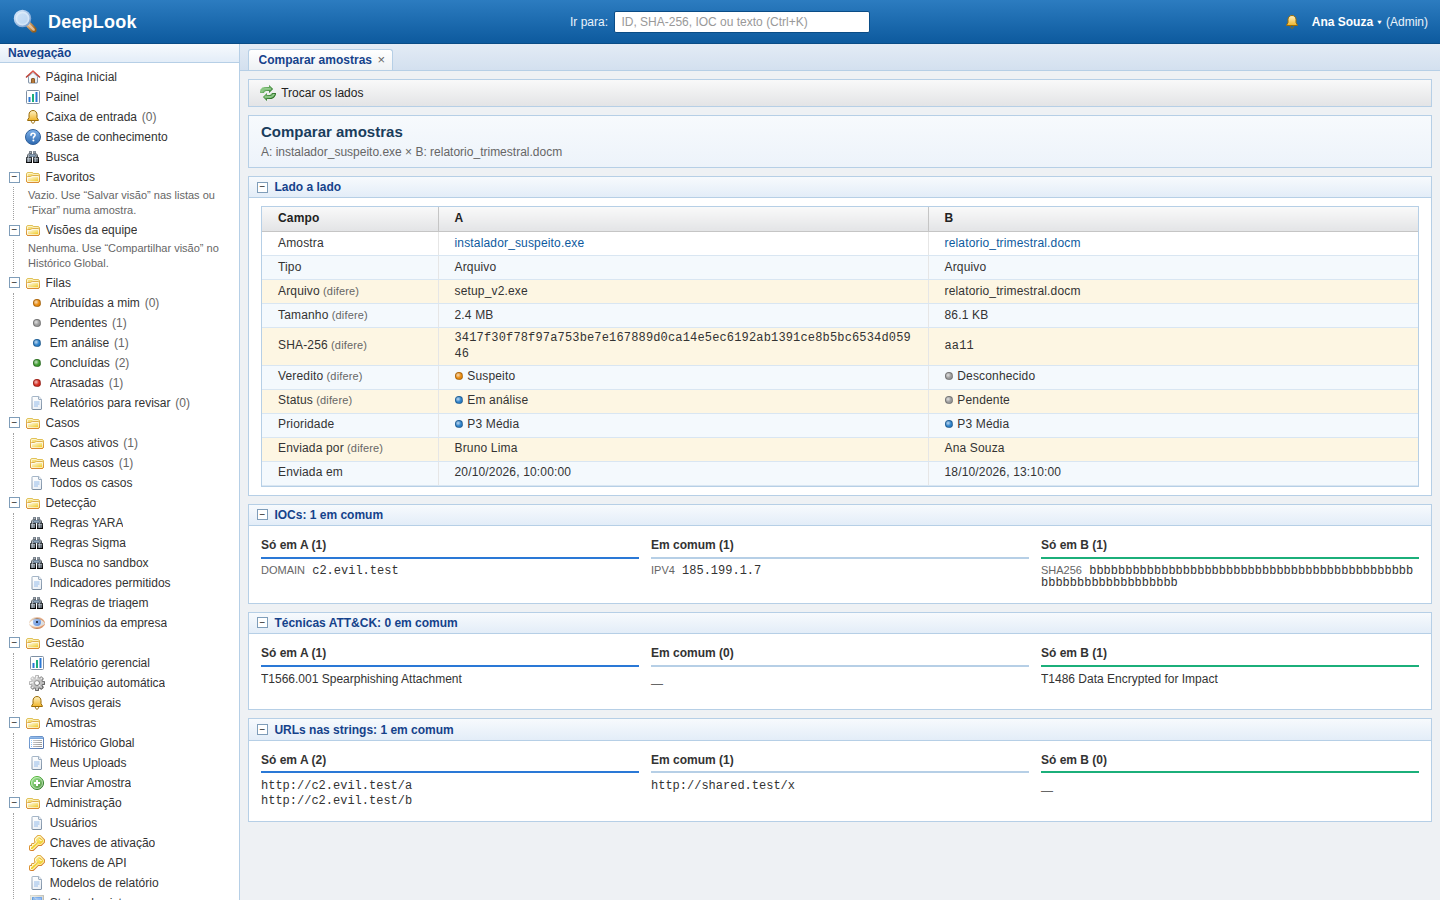 DeepLook
Ir para: ID, SHA-256, IOC ou texto (Ctrl+K)
Ana Souza (Admin)
Navegação
Página Inicial
Painel
Caixa de entrada (0)
Base de conhecimento
Busca
Favoritos
Vazio. Use “Salvar visão” nas listas ou
“Fixar” numa amostra.
Visões da equipe
Nenhuma. Use “Compartilhar visão” no
Histórico Global.
Filas
Atribuídas a mim (0)
Pendentes (1)
Em análise (1)
Concluídas (2)
Atrasadas (1)
Relatórios para revisar (0)
Casos
Casos ativos (1)
Meus casos (1)
Todos os casos
Detecção
Regras YARA
Regras Sigma
Busca no sandbox
Indicadores permitidos
Regras de triagem
Domínios da empresa
Gestão
Relatório gerencial
Atribuição automática
Avisos gerais
Amostras
Histórico Global
Meus Uploads
Enviar Amostra
Administração
Usuários
Chaves de ativação
Tokens de API
Modelos de relatório
Comparar amostras ×
Trocar os lados
Comparar amostras
A: instalador_suspeito.exe × B: relatorio_trimestral.docm
Lado a lado
Campo A B
Amostra instalador_suspeito.exe relatorio_trimestral.docm
Tipo Arquivo Arquivo
Arquivo (difere) setup_v2.exe relatorio_trimestral.docm
Tamanho (difere) 2.4 MB 86.1 KB
SHA-256 (difere) 3417f30f78f97a753be7e167889d0ca14e5ec6192ab1391ce8b5bc6534d059 aa11
46
Veredito (difere) Suspeito Desconhecido
Status (difere) Em análise Pendente
Prioridade P3 Média P3 Média
Enviada por (difere) Bruno Lima Ana Souza
Enviada em 20/10/2026, 10:00:00 18/10/2026, 13:10:00
IOCs: 1 em comum
Só em A (1) Em comum (1) Só em B (1)
DOMAIN c2.evil.test IPV4 185.199.1.7 SHA256 bbbbbbbbbbbbbbbbbbbbbbbbbbbbbbbbbbbbbbbbbbbbb
bbbbbbbbbbbbbbbbbbb
Técnicas ATT&CK: 0 em comum
Só em A (1) Em comum (0) Só em B (1)
T1566.001 Spearphishing Attachment __ T1486 Data Encrypted for Impact
URLs nas strings: 1 em comum
Só em A (2) Em comum (1) Só em B (0)
http://c2.evil.test/a http://shared.test/x __
http://c2.evil.test/b